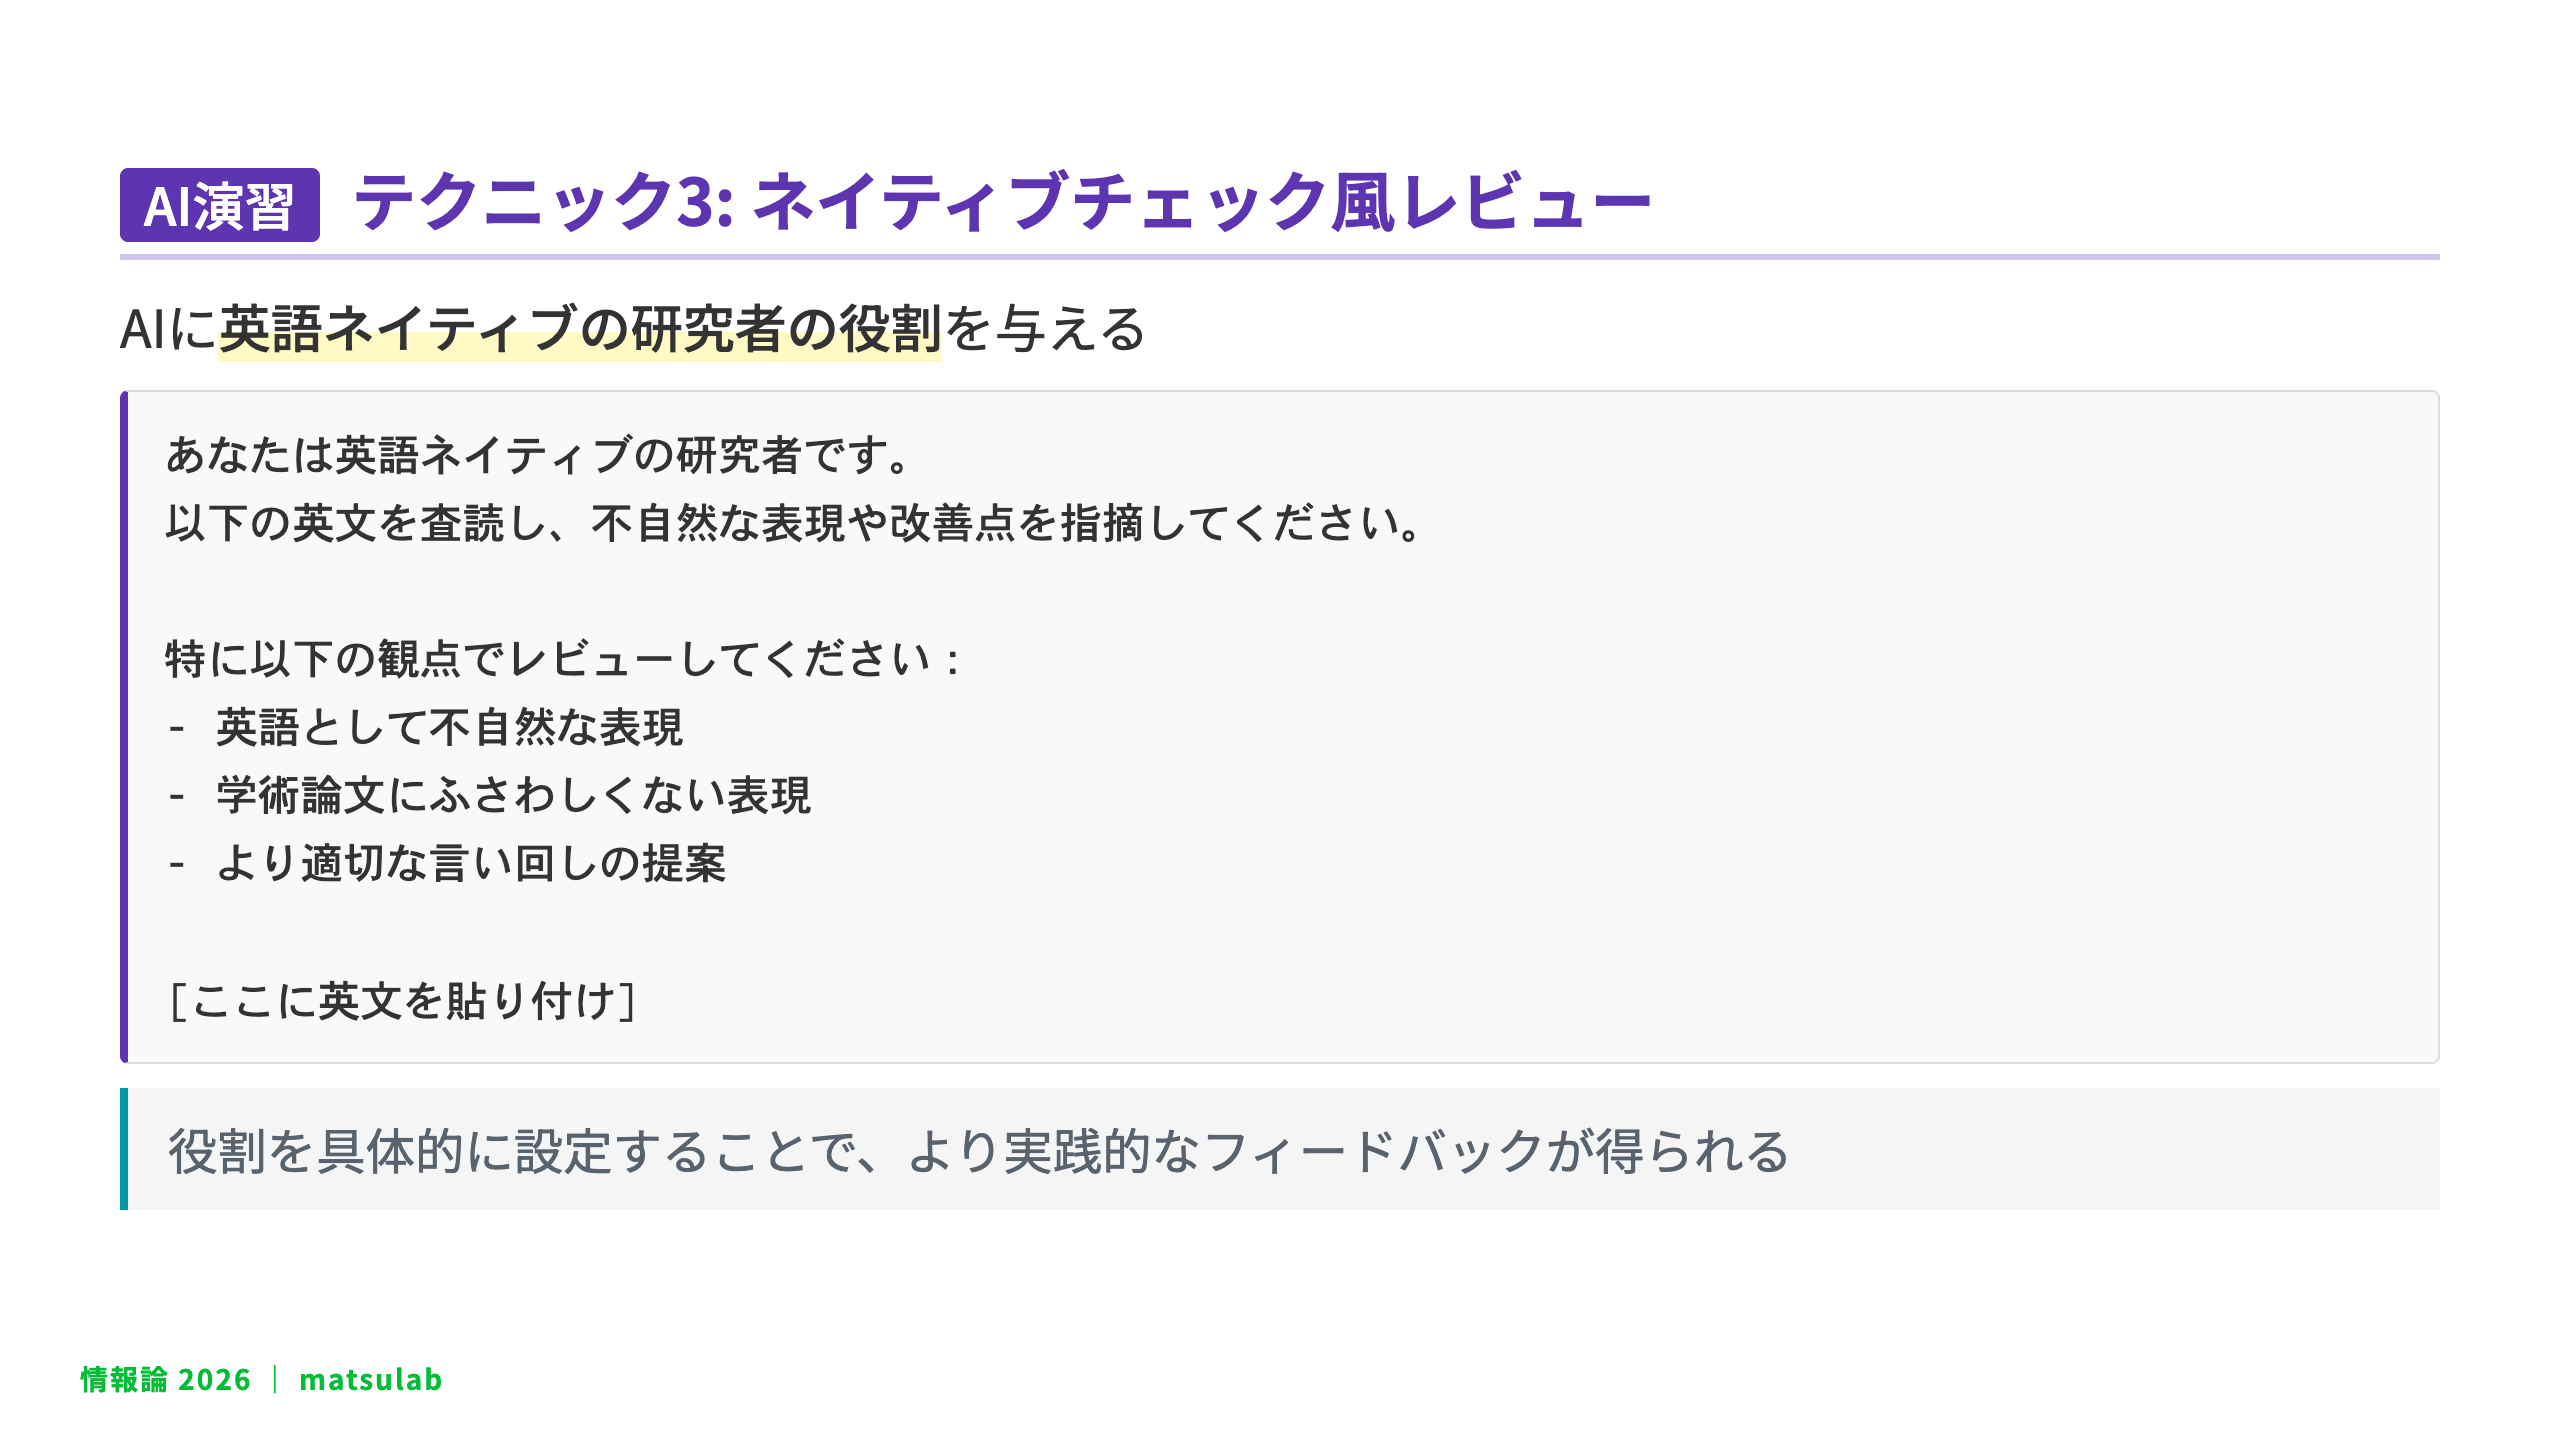 AI演習 テクニック3: ネイティブチェック風レビュー
AIに英語ネイティブの研究者の役割を与える
あなたは英語ネイティブの研究者です。
以下の英文を査読し、不自然な表現や改善点を指摘してください。
特に以下の観点でレビューしてください：
- 英語として不自然な表現
- 学術論文にふさわしくない表現
- より適切な言い回しの提案
[ここに英文を貼り付け]
役割を具体的に設定することで、より実践的なフィードバックが得られる
情報論 2026 ｜ matsulab